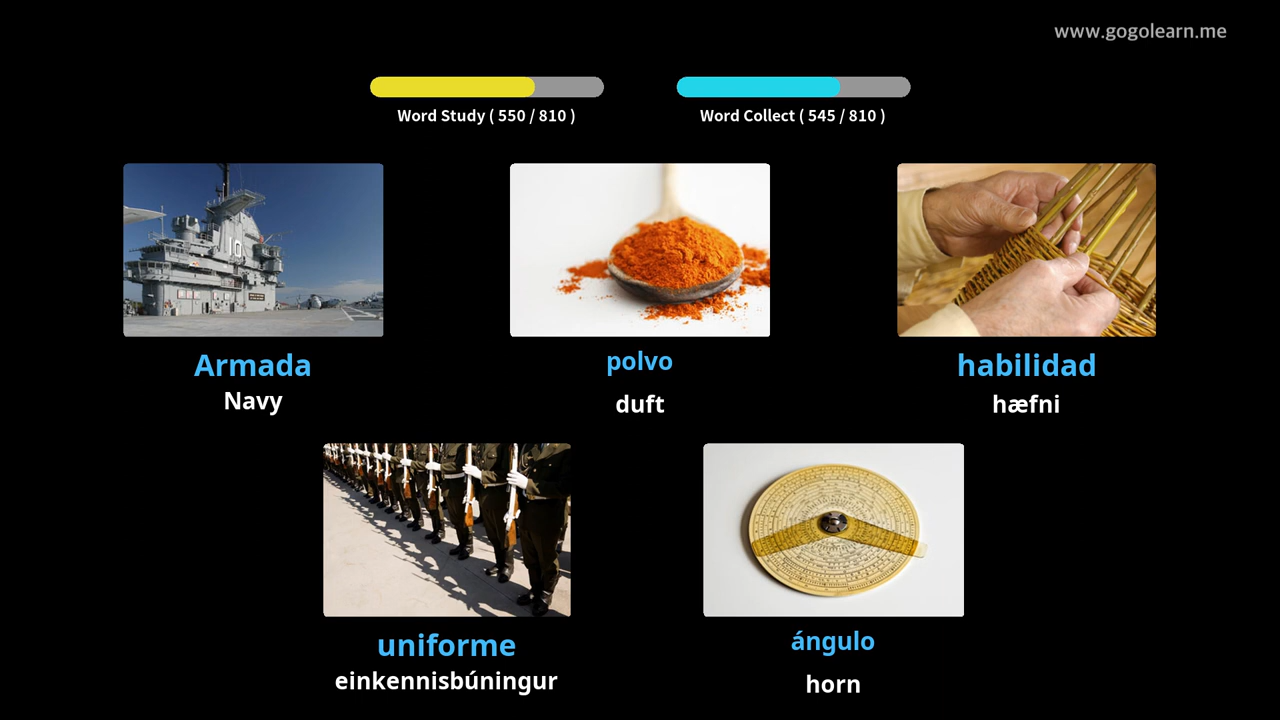 www.gogolearn.me
Word Study ( 550 / 810 )
Word Collect ( 545 / 810 )
10
Armada
Navy
polvo
duft
habilidad
hæfni
uniforme
einkennisbúningur
ángulo
horn